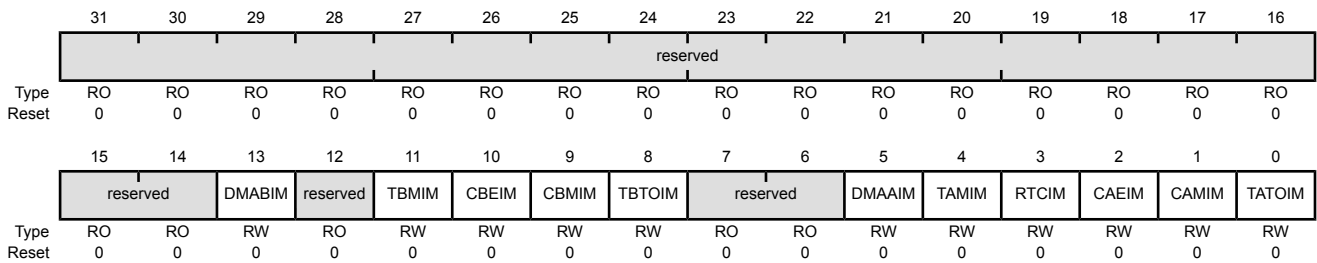 31 30 29 28 27 26 25 24 23 22 21 20 19 18 17 16
reserved
Type RO RO RO RO RO RO RO RO RO RO RO RO RO RO RO RO
Reset 0 0 0 0 0 0 0 0 0 0 0 0 0 0 0 0
15 14 13 12 11 10 9 8 7 6 5 4 3 2 1 0
reserved DMABIM reserved TBMIM CBEIM CBMIM TBTOIM reserved DMAAIM TAMIM RTCIM CAEIM CAMIM TATOIM
Type RO RO RW RO RW RW RW RW RO RO RW RW RW RW RW RW
Reset 0 0 0 0 0 0 0 0 0 0 0 0 0 0 0 0